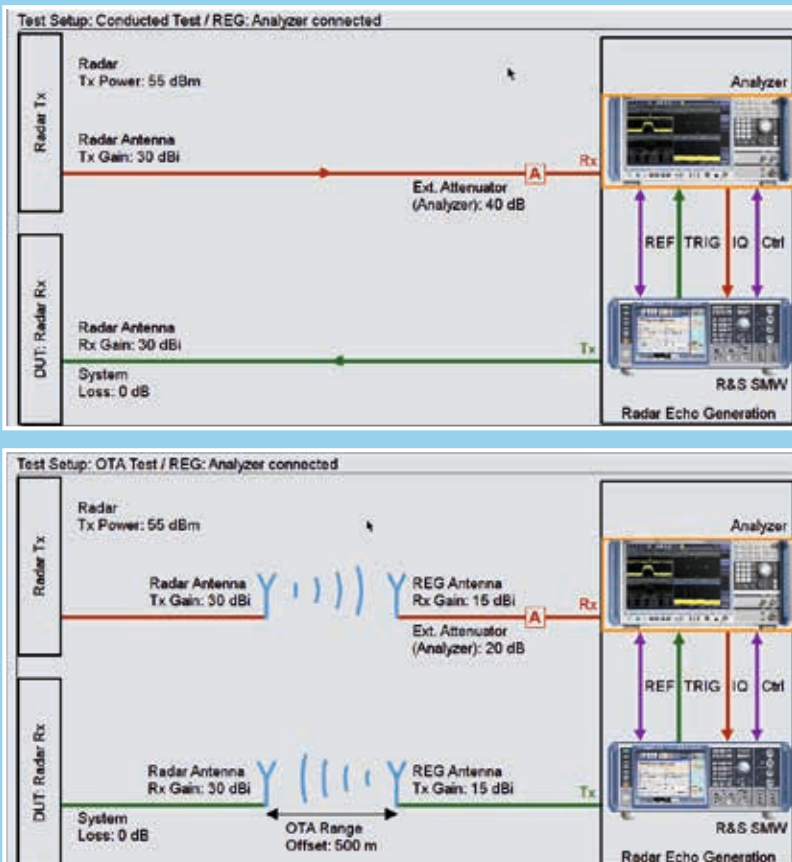 Test Setup: Conducted Test / REG: Analyzer connected
Radar Tx
Radar
Tx Power: 55 dBm
Radar Antenna
Tx Gain: 30 dBi
A
Rx
Ext. Attenuator
(Analyzer): 40 dB
Analyzer
REF TRIG IQ Ctrl
DUT: Radar Rx
Radar Antenna
Rx Gain: 30 dBi
System
Loss: 0 dB
Tx
R&S SMW
Radar Echo Generation
Test Setup: OTA Test / REG: Analyzer connected
Radar Tx
Radar
Tx Power: 55 dBm
Radar Antenna
Tx Gain: 30 dBi
REG Antenna
Rx Gain: 15 dBi
A
Rx
Ext. Attenuator
(Analyzer): 20 dB
Analyzer
REF TRIG IQ Ctrl
DUT: Radar Rx
Radar Antenna
Rx Gain: 30 dBi
REG Antenna
Tx Gain: 15 dBi
Tx
System
Loss: 0 dB
OTA Range
Offset: 500 m
R&S SMW
Radar Echo Generation